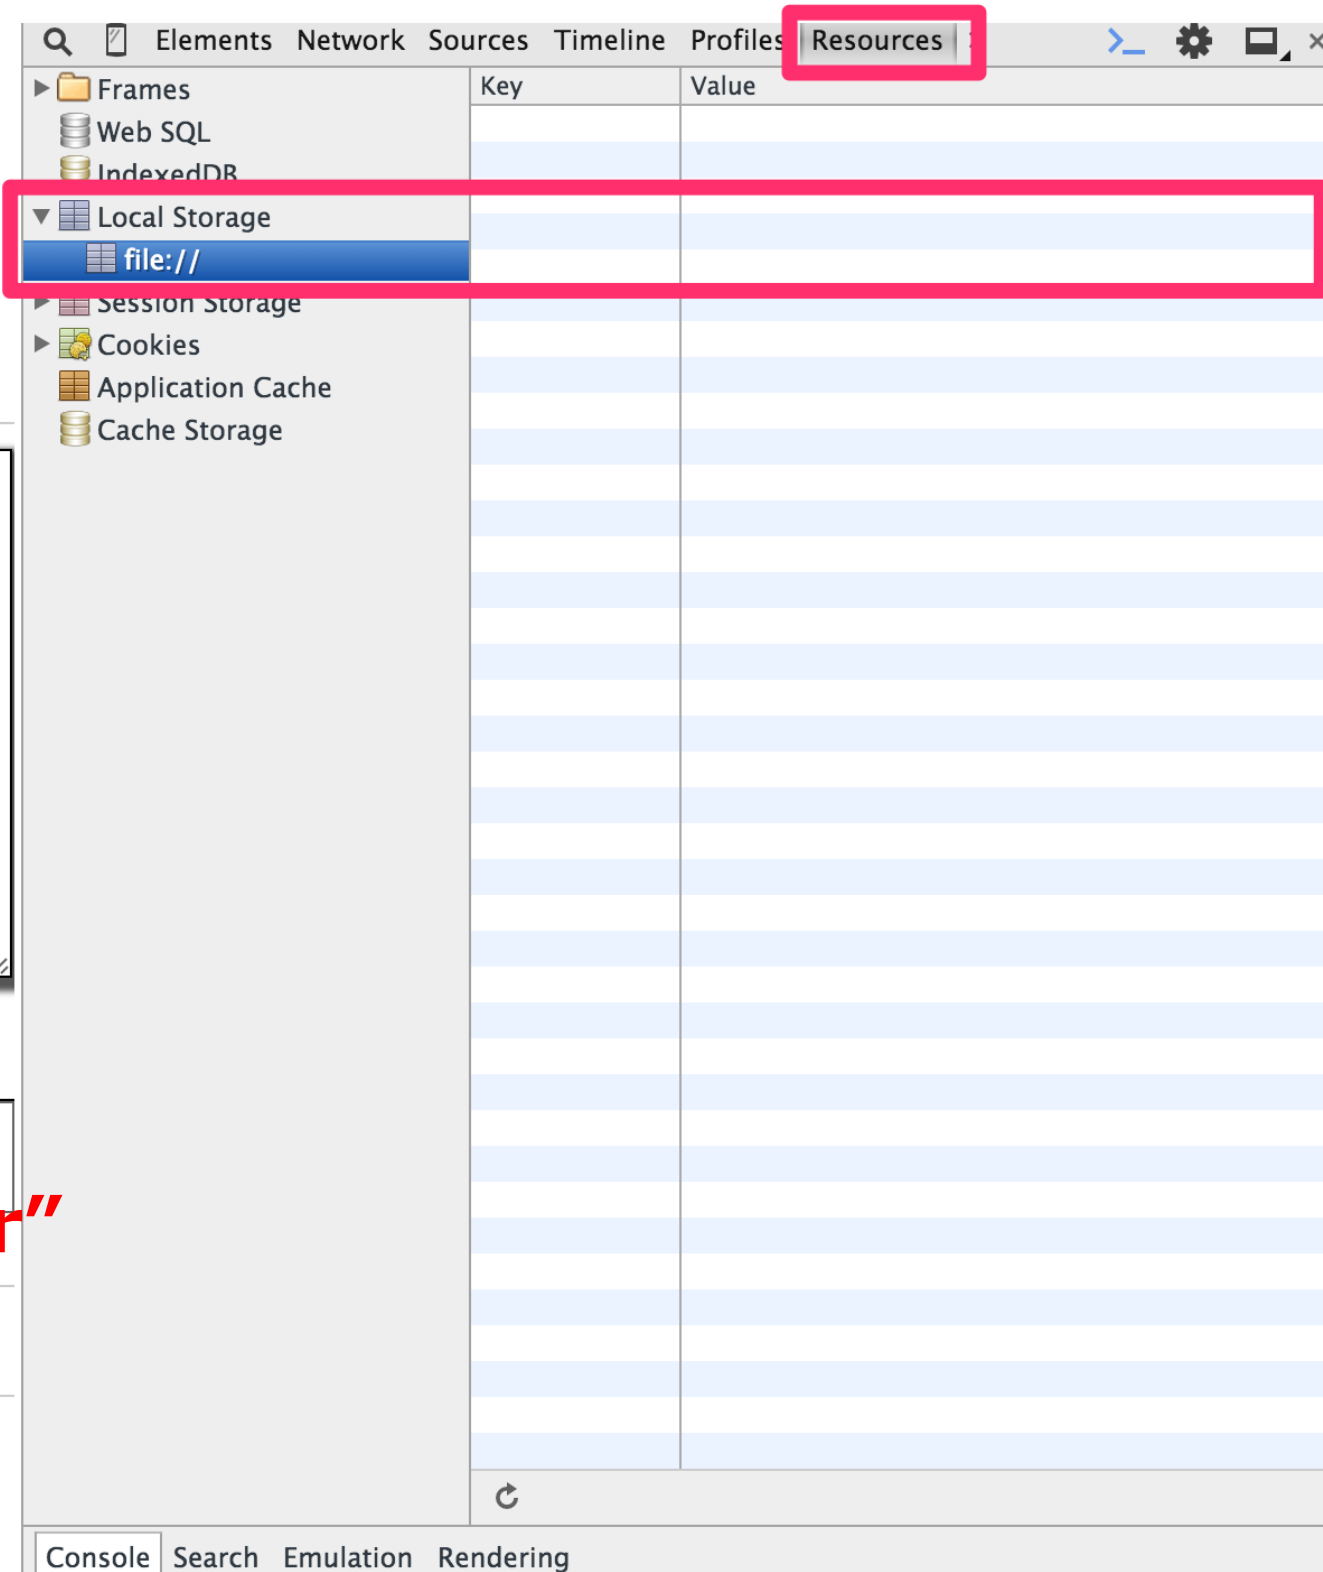 Elements Network Sources Timeline Profiles Resources
Key Value
Frames
Web SQL
IndexedDB
Local Storage
file://
Session Storage
Cookies
Application Cache
Cache Storage
r”
Console Search Emulation Rendering